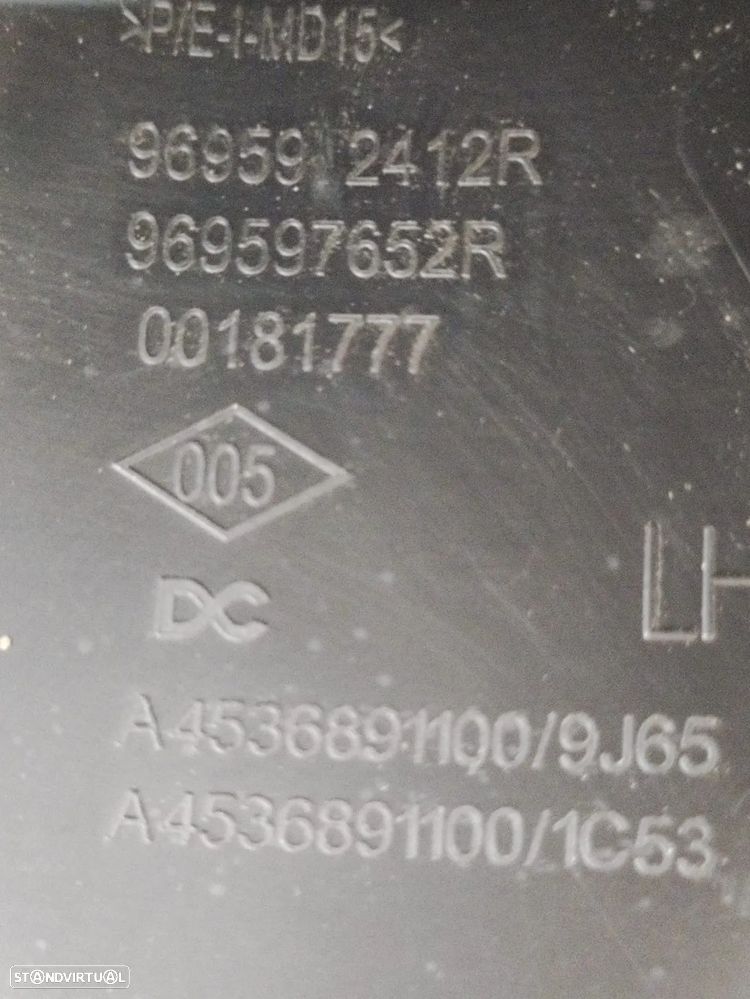 >P/E-I-MD15<
96959 2412R
969597652R
00181777
005
DC
LH
A4536891100/9J65
A4536891100/1C53
STANDVIRTUAL